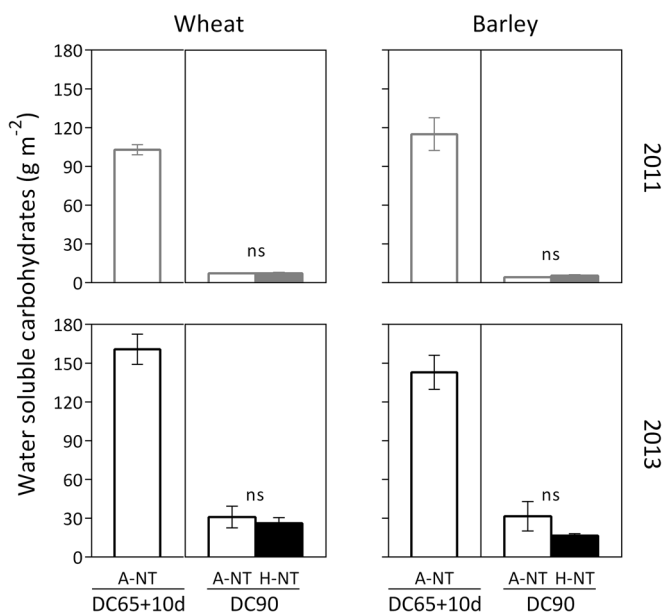 Wheat Barley
Water soluble carbohydrates (g m⁻²)
180
150
120
90
60
30
0
ns
ns
2011
180
150
120
90
60
30
0
ns
ns
2013
A-NT A-NT H-NT A-NT A-NT H-NT
DC65+10d DC90 DC65+10d DC90